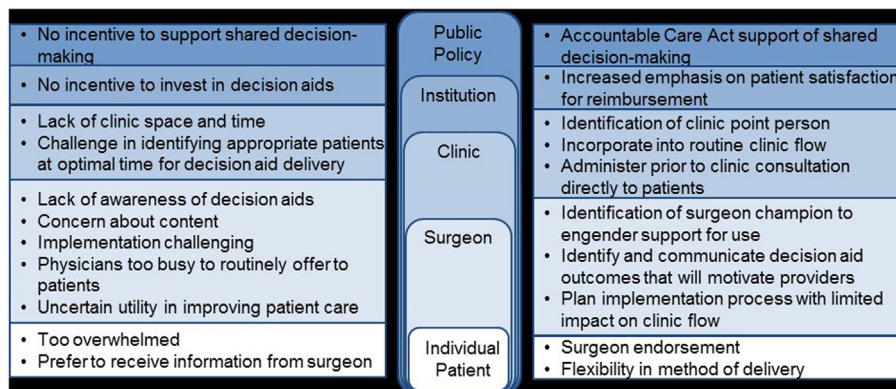 • No incentive to support shared decision-
making
• No incentive to invest in decision aids
• Lack of clinic space and time
• Challenge in identifying appropriate patients
at optimal time for decision aid delivery
• Lack of awareness of decision aids
• Concern about content
• Implementation challenging
• Physicians too busy to routinely offer to
patients
• Uncertain utility in improving patient care
• Too overwhelmed
• Prefer to receive information from surgeon
Public
Policy
Institution
Clinic
Surgeon
Individual
Patient
• Accountable Care Act support of shared
decision-making
• Increased emphasis on patient satisfaction
for reimbursement
• Identification of clinic point person
• Incorporate into routine clinic flow
• Administer prior to clinic consultation
directly to patients
• Identification of surgeon champion to
engender support for use
• Identify and communicate decision aid
outcomes that will motivate providers
• Plan implementation process with limited
impact on clinic flow
• Surgeon endorsement
• Flexibility in method of delivery